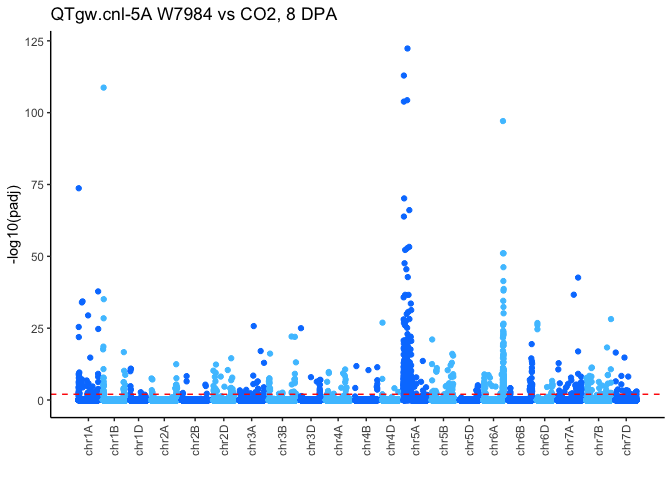 QTgw.cnl-5A W7984 vs CO2, 8 DPA
-log10(padj)
125
100
75
50
25
0
chr1A
chr1B
chr1D
chr2A
chr2B
chr2D
chr3A
chr3B
chr3D
chr4A
chr4B
chr4D
chr5A
chr5B
chr5D
chr6A
chr6B
chr6D
chr7A
chr7B
chr7D